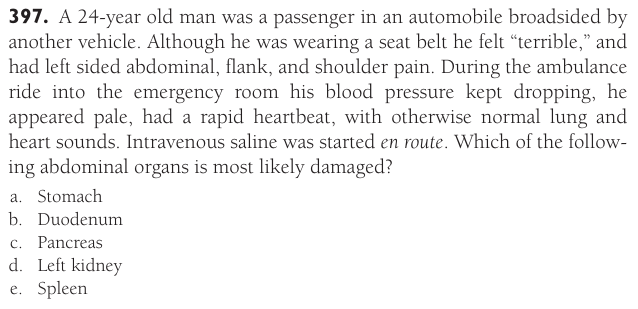 397. A 24-year old man was a passenger in an automobile broadsided by
another vehicle. Although he was wearing a seat belt he felt “terrible,” and
had left sided abdominal, flank, and shoulder pain. During the ambulance
ride into the emergency room his blood pressure kept dropping, he
appeared pale, had a rapid heartbeat, with otherwise normal lung and
heart sounds. Intravenous saline was started en route. Which of the follow-
ing abdominal organs is most likely damaged?
a. Stomach
b. Duodenum
c. Pancreas
d. Left kidney
e. Spleen